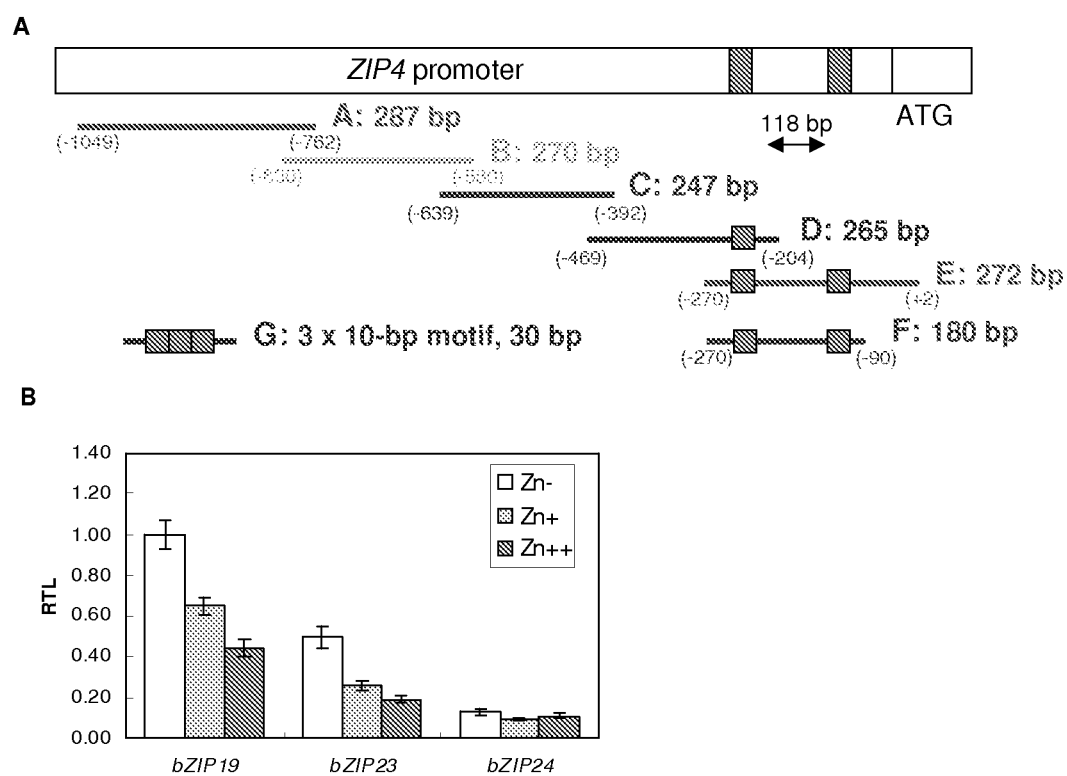 A
ZIP4 promoter
ATG
118 bp
A: 287 bp
(-1049) (-762)
B: 270 bp
C: 247 bp
(-639) (-392)
D: 265 bp
(-469) (-204)
E: 272 bp
(-270) (+2)
G: 3 x 10-bp motif, 30 bp
F: 180 bp
(-270) (-90)
B
1.40
1.20
1.00
0.80
0.60
0.40
0.20
0.00
RTL
Zn-
Zn+
Zn++
bZIP19 bZIP23 bZIP24